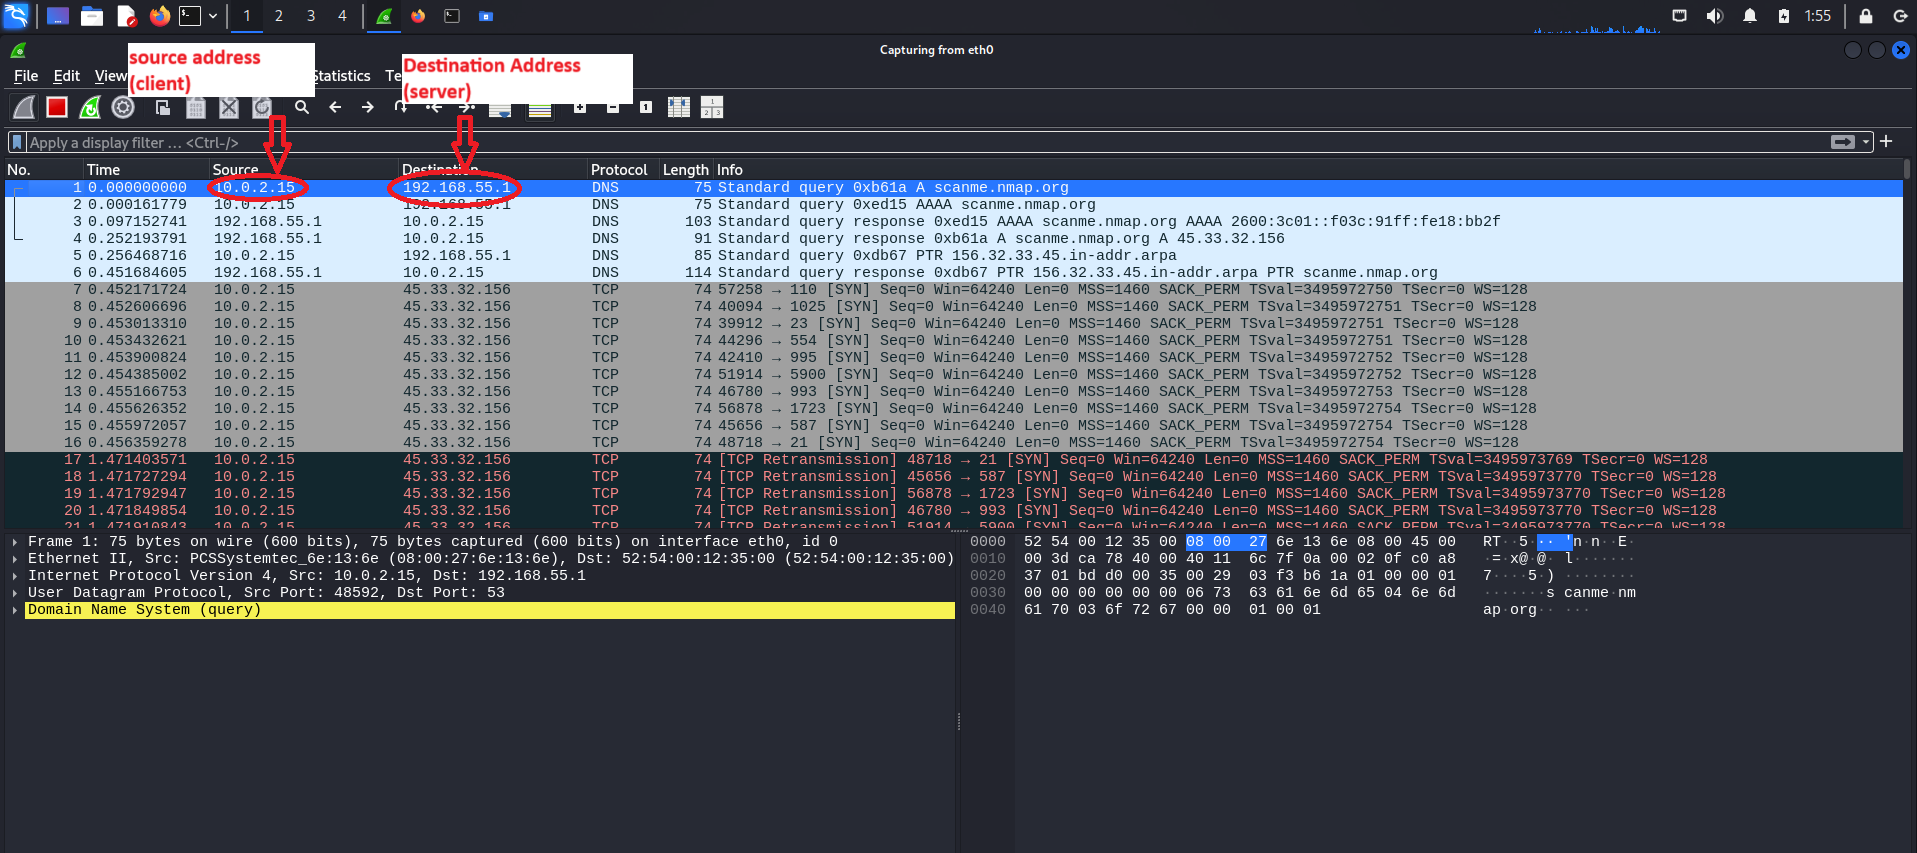 1 2 3 4 1:55
Capturing from eth0
source address
(client)
Destination Address
(server)
File Edit View Statistics Te
Apply a display filter … <Ctrl-/>
No. Time Source Destination Protocol Length Info
1 0.000000000 10.0.2.15 192.168.55.1 DNS 75 Standard query 0xb61a A scanme.nmap.org
2 0.000161779 10.0.2.15 192.168.55.1 DNS 75 Standard query 0xed15 AAAA scanme.nmap.org
3 0.097152741 192.168.55.1 10.0.2.15 DNS 103 Standard query response 0xed15 AAAA scanme.nmap.org AAAA 2600:3c01::f03c:91ff:fe18:bb2f
4 0.252193791 192.168.55.1 10.0.2.15 DNS 91 Standard query response 0xb61a A scanme.nmap.org A 45.33.32.156
5 0.256468716 10.0.2.15 192.168.55.1 DNS 85 Standard query 0xdb67 PTR 156.32.33.45.in-addr.arpa
6 0.451684605 192.168.55.1 10.0.2.15 DNS 114 Standard query response 0xdb67 PTR 156.32.33.45.in-addr.arpa PTR scanme.nmap.org
7 0.452171724 10.0.2.15 45.33.32.156 TCP 74 57258 → 110 [SYN] Seq=0 Win=64240 Len=0 MSS=1460 SACK_PERM TSval=3495972750 TSecr=0 WS=128
8 0.452606696 10.0.2.15 45.33.32.156 TCP 74 40094 → 1025 [SYN] Seq=0 Win=64240 Len=0 MSS=1460 SACK_PERM TSval=3495972751 TSecr=0 WS=128
9 0.453013310 10.0.2.15 45.33.32.156 TCP 74 39912 → 23 [SYN] Seq=0 Win=64240 Len=0 MSS=1460 SACK_PERM TSval=3495972751 TSecr=0 WS=128
10 0.453432621 10.0.2.15 45.33.32.156 TCP 74 44296 → 554 [SYN] Seq=0 Win=64240 Len=0 MSS=1460 SACK_PERM TSval=3495972751 TSecr=0 WS=128
11 0.453900824 10.0.2.15 45.33.32.156 TCP 74 42410 → 995 [SYN] Seq=0 Win=64240 Len=0 MSS=1460 SACK_PERM TSval=3495972752 TSecr=0 WS=128
12 0.454385002 10.0.2.15 45.33.32.156 TCP 74 51914 → 5900 [SYN] Seq=0 Win=64240 Len=0 MSS=1460 SACK_PERM TSval=3495972752 TSecr=0 WS=128
13 0.455166753 10.0.2.15 45.33.32.156 TCP 74 46780 → 993 [SYN] Seq=0 Win=64240 Len=0 MSS=1460 SACK_PERM TSval=3495972753 TSecr=0 WS=128
14 0.455626352 10.0.2.15 45.33.32.156 TCP 74 56878 → 1723 [SYN] Seq=0 Win=64240 Len=0 MSS=1460 SACK_PERM TSval=3495972754 TSecr=0 WS=128
15 0.455972057 10.0.2.15 45.33.32.156 TCP 74 45656 → 587 [SYN] Seq=0 Win=64240 Len=0 MSS=1460 SACK_PERM TSval=3495972754 TSecr=0 WS=128
16 0.456359278 10.0.2.15 45.33.32.156 TCP 74 48718 → 21 [SYN] Seq=0 Win=64240 Len=0 MSS=1460 SACK_PERM TSval=3495972754 TSecr=0 WS=128
17 1.471403571 10.0.2.15 45.33.32.156 TCP 74 [TCP Retransmission] 48718 → 21 [SYN] Seq=0 Win=64240 Len=0 MSS=1460 SACK_PERM TSval=3495973769 TSecr=0 WS=128
18 1.471727294 10.0.2.15 45.33.32.156 TCP 74 [TCP Retransmission] 45656 → 587 [SYN] Seq=0 Win=64240 Len=0 MSS=1460 SACK_PERM TSval=3495973770 TSecr=0 WS=128
19 1.471792947 10.0.2.15 45.33.32.156 TCP 74 [TCP Retransmission] 56878 → 1723 [SYN] Seq=0 Win=64240 Len=0 MSS=1460 SACK_PERM TSval=3495973770 TSecr=0 WS=128
20 1.471849854 10.0.2.15 45.33.32.156 TCP 74 [TCP Retransmission] 46780 → 993 [SYN] Seq=0 Win=64240 Len=0 MSS=1460 SACK_PERM TSval=3495973770 TSecr=0 WS=128
21 1.471910843 10.0.2.15 45.33.32.156 TCP 74 [TCP Retransmission] 51914 → 5900 [SYN] Seq=0 Win=64240 Len=0 MSS=1460 SACK_PERM TSval=3495973770 TSecr=0 WS=128
Frame 1: 75 bytes on wire (600 bits), 75 bytes captured (600 bits) on interface eth0, id 0
Ethernet II, Src: PCSSystemtec_6e:13:6e (08:00:27:6e:13:6e), Dst: 52:54:00:12:35:00 (52:54:00:12:35:00)
Internet Protocol Version 4, Src: 10.0.2.15, Dst: 192.168.55.1
User Datagram Protocol, Src Port: 48592, Dst Port: 53
Domain Name System (query)
0000 52 54 00 12 35 00 08 00 27 6e 13 6e 08 00 45 00 RT··5···'n·n··E·
0010 00 3d ca 78 40 00 40 11 6c 7f 0a 00 02 0f c0 a8 ·=·x@·@·l·······
0020 37 01 bd d0 00 35 00 29 03 f3 b6 1a 01 00 00 01 7····5·)········
0030 00 00 00 00 00 00 06 73 63 61 6e 6d 65 04 6e 6d ·······scanme·nm
0040 61 70 03 6f 72 67 00 00 01 00 01 ap·org·····